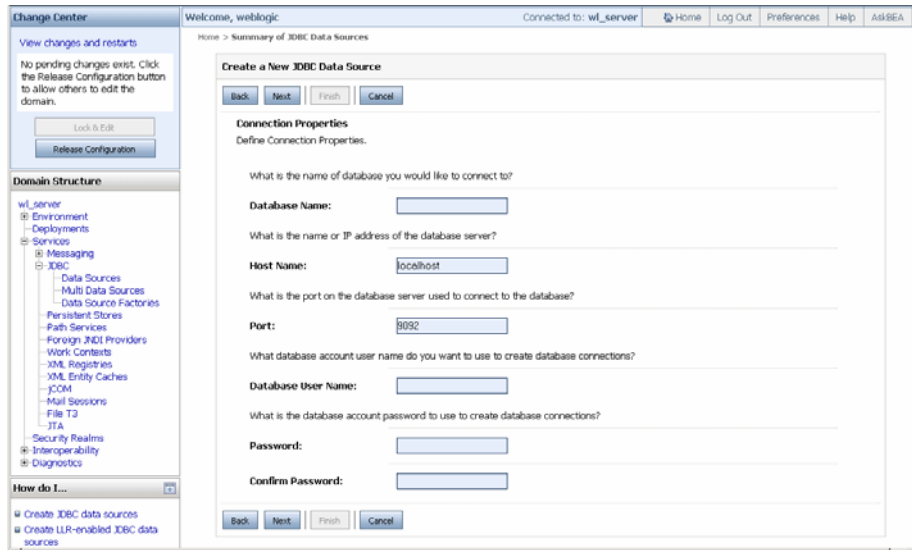 Change Center
View changes and restarts
No pending changes exist. Click
the Release Configuration button
to allow others to edit the
domain.
Lock & Edit
Release Configuration
Domain Structure
wl_server
Environment
Deployments
Services
Messaging
JDBC
Data Sources
Multi Data Sources
Data Source Factories
Persistent Stores
Path Services
Foreign JNDI Providers
Work Contexts
XML Registries
XML Entity Caches
jCOM
Mail Sessions
File T3
JTA
Security Realms
Interoperability
Diagnostics
How do I...
Create JDBC data sources
Create LLR-enabled JDBC data
sources
Welcome, weblogic
Connected to: wl_server
Home
Log Out
Preferences
Help
AskBEA
Home > Summary of JDBC Data Sources
Create a New JDBC Data Source
Back Next Finish Cancel
Connection Properties
Define Connection Properties.
What is the name of database you would like to connect to?
Database Name:
What is the name or IP address of the database server?
Host Name: localhost
What is the port on the database server used to connect to the database?
Port: 9092
What database account user name do you want to use to create database connections?
Database User Name:
What is the database account password to use to create database connections?
Password:
Confirm Password:
Back Next Finish Cancel